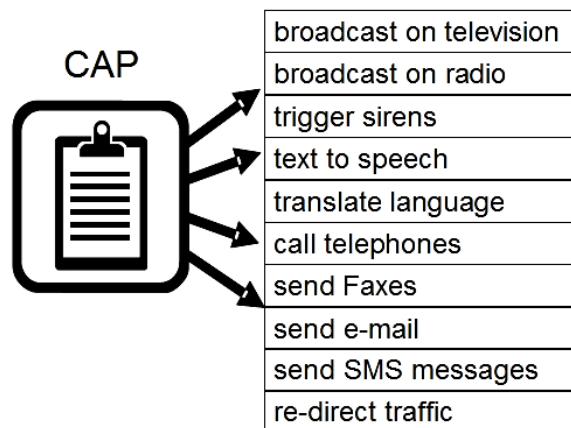 CAP
broadcast on television
broadcast on radio
trigger sirens
text to speech
translate language
call telephones
send Faxes
send e-mail
send SMS messages
re-direct traffic